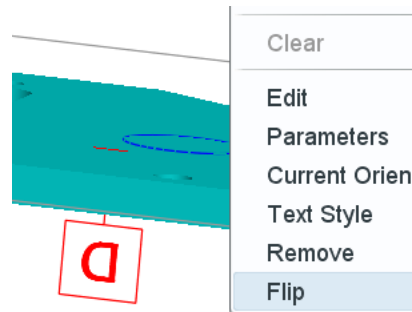 Clear
Edit
Parameters
Current Orien
Text Style
Remove
Flip
D